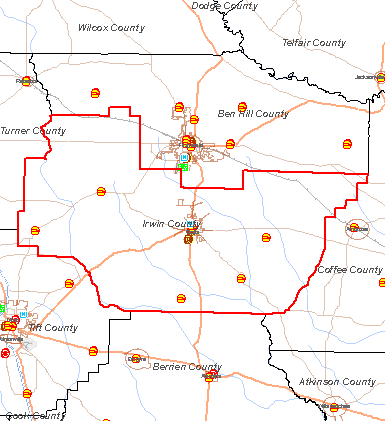 Dodge County
Wilcox County
Telfair County
Ben Hill County
Turner County
Irwin County
Coffee County
Tift County
Berrien County
Atkinson County
Cook County